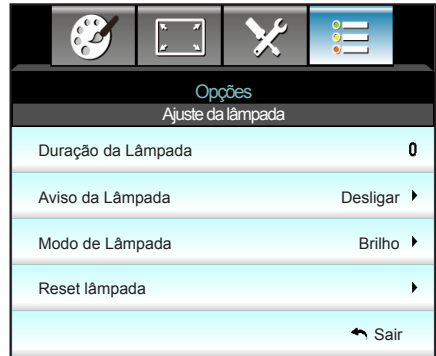 Opções
Ajuste da lâmpada
Duração da Lâmpada 0
Aviso da Lâmpada Desligar
Modo de Lâmpada Brilho
Reset lâmpada
Sair